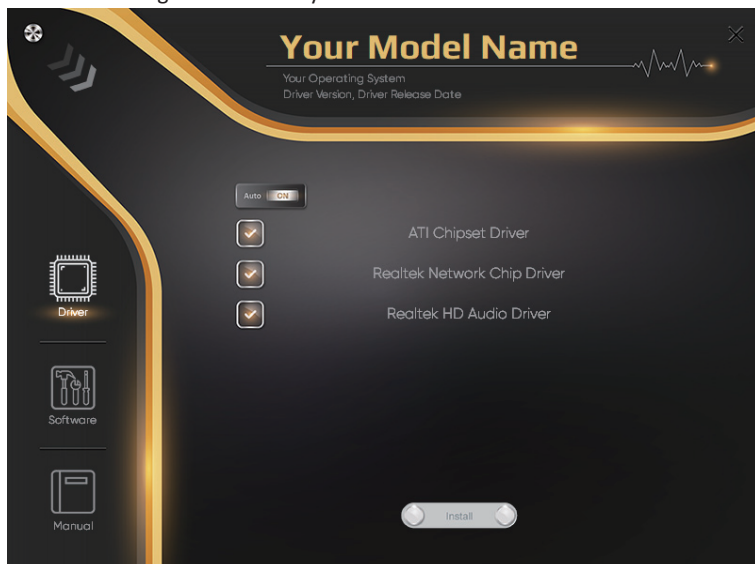 Your Model Name
Your Operating System
Driver Version, Driver Release Date
Auto ON
ATI Chipset Driver
Realtek Network Chip Driver
Realtek HD Audio Driver
Driver
Software
Manual
Install